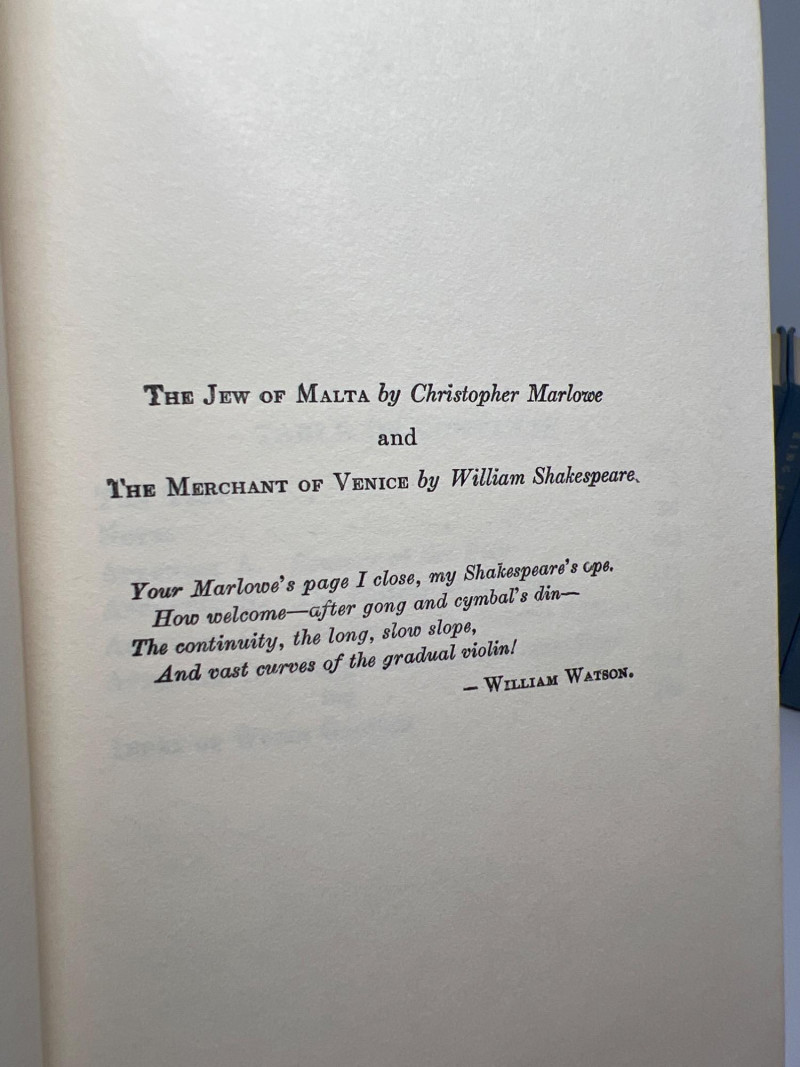 THE JEW OF MALTA by Christopher Marlowe
and
THE MERCHANT OF VENICE by William Shakespeare.
Your Marlowe's page I close, my Shakespeare's ope.
How welcome—after gong and cymbal's din—
The continuity, the long, slow slope,
And vast curves of the gradual violin!
— WILLIAM WATSON.
KING